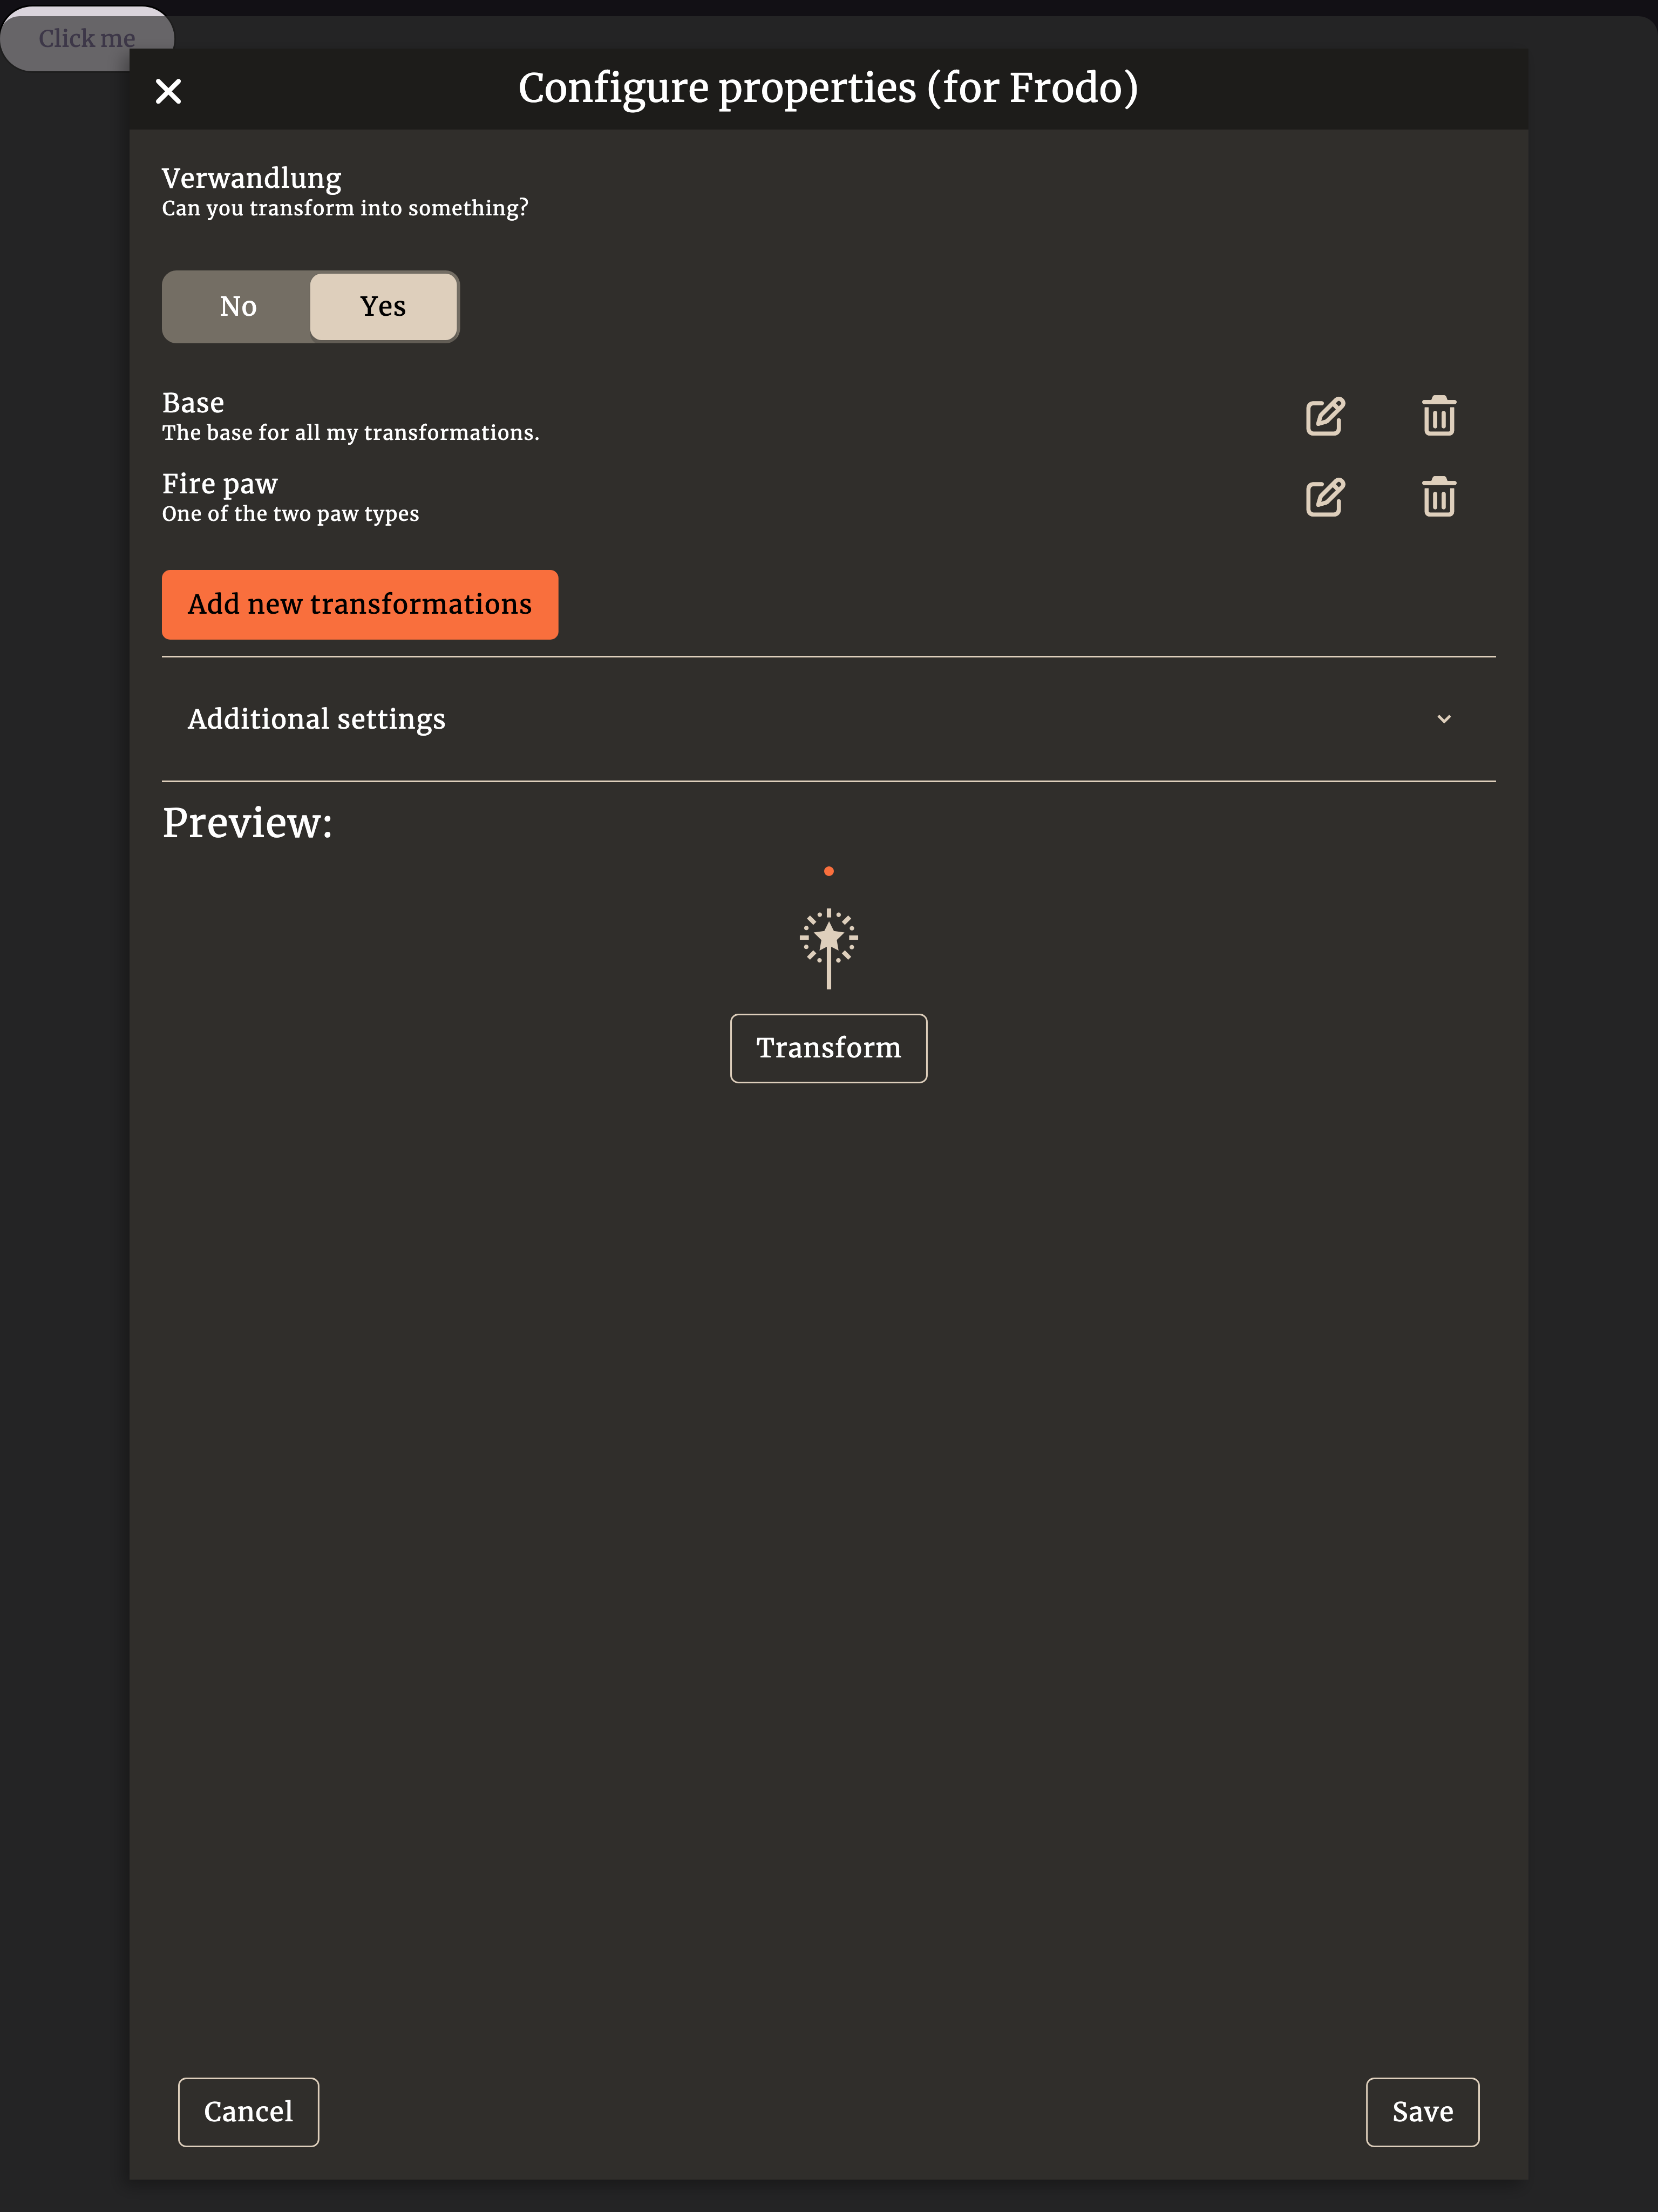 Click me
Configure properties (for Frodo)
Verwandlung
Can you transform into something?
No
Yes
Base
The base for all my transformations.
Fire paw
One of the two paw types
Add new transformations
Additional settings
Preview:
Transform
Cancel
Save